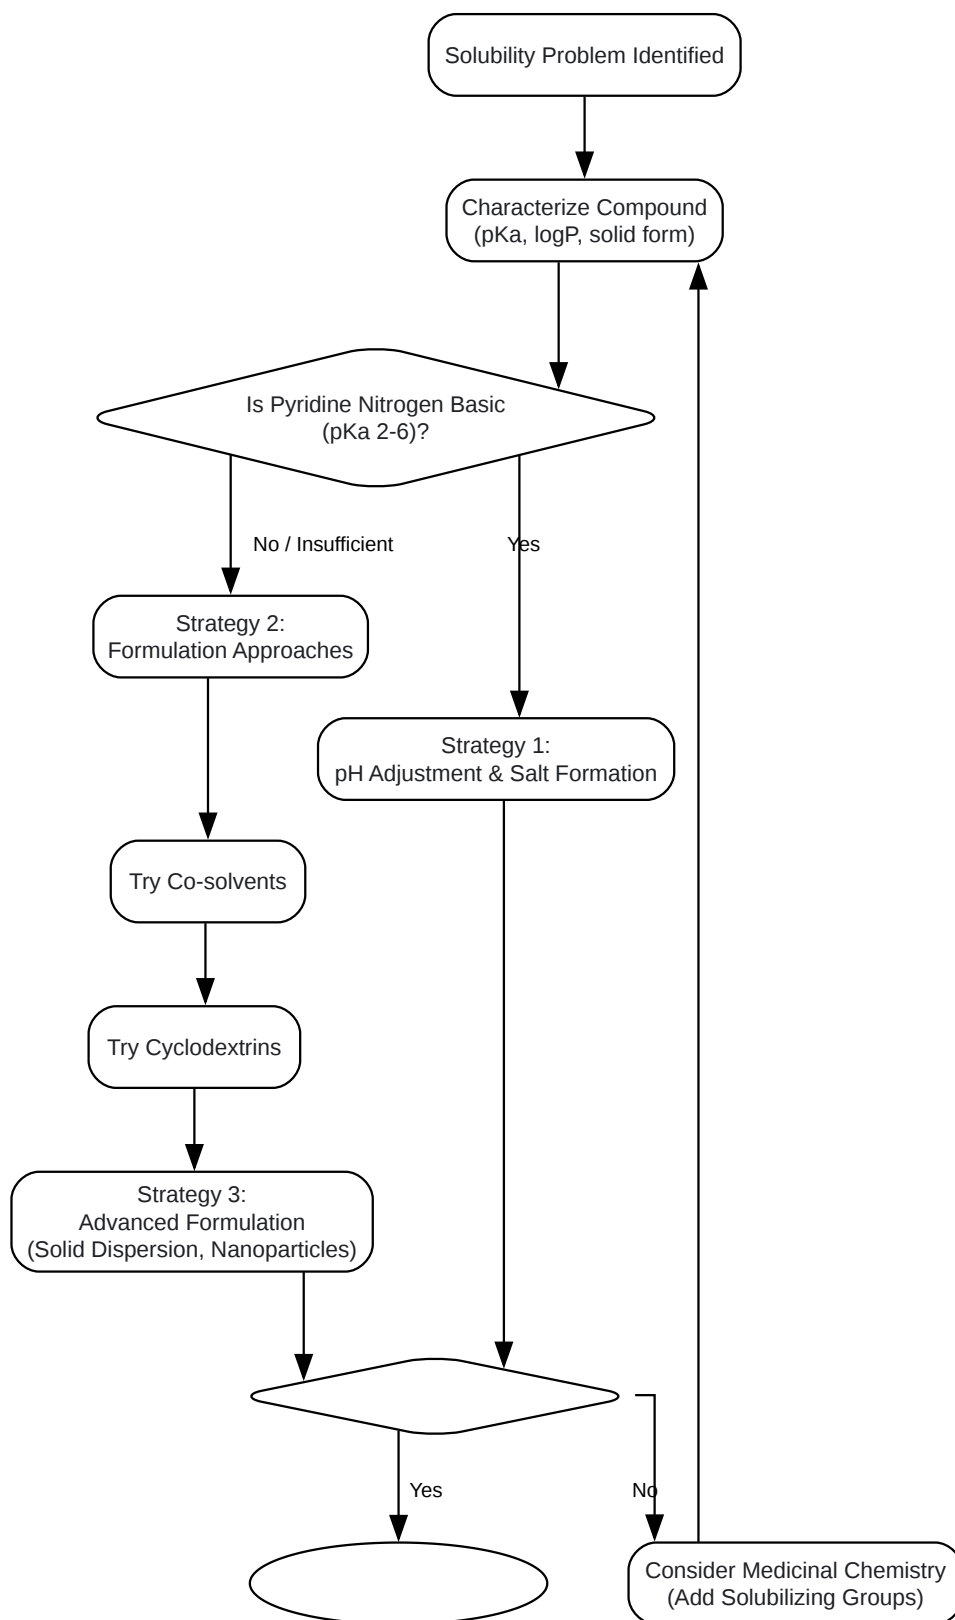 Solubility Problem Identified
Characterize Compound
(pKa, logP, solid form)
Is Pyridine Nitrogen Basic
(pKa 2-6)?
No / Insufficient
Yes
Strategy 2:
Formulation Approaches
Strategy 1:
pH Adjustment & Salt Formation
Try Co-solvents
Try Cyclodextrins
Strategy 3:
Advanced Formulation
(Solid Dispersion, Nanoparticles)
Yes
No
Consider Medicinal Chemistry
(Add Solubilizing Groups)